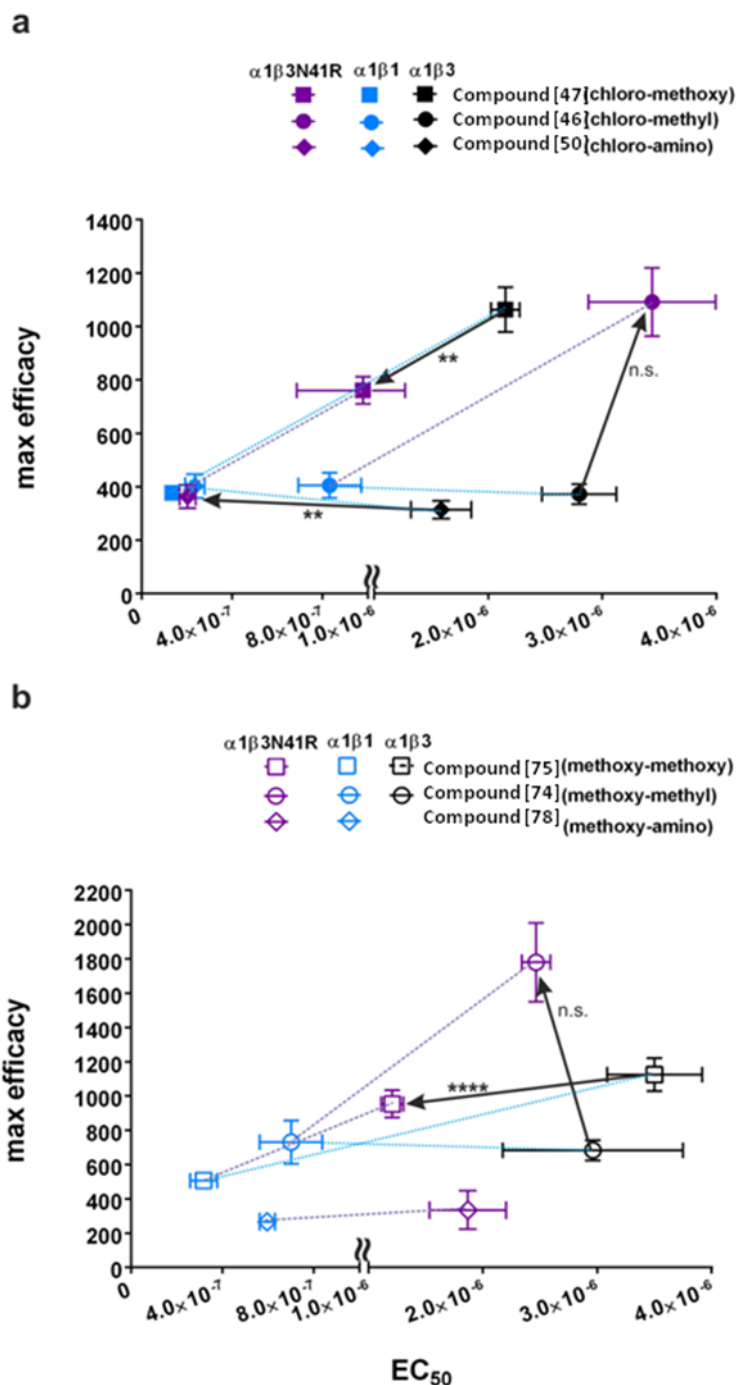 a
α1β3N41R α1β1 α1β3
Compound [47](chloro-methoxy)
Compound [46](chloro-methyl)
Compound [50](chloro-amino)
1400
1200
1000
800
600
400
200
0
max efficacy
**
n.s.
**
0 4.0×10⁻⁷ 8.0×10⁻⁷ 1.0×10⁻⁶ 2.0×10⁻⁶ 3.0×10⁻⁶ 4.0×10⁻⁶
b
α1β3N41R α1β1 α1β3
Compound [75](methoxy-methoxy)
Compound [74](methoxy-methyl)
Compound [78](methoxy-amino)
2200
2000
1800
1600
1400
1200
1000
800
600
400
200
0
max efficacy
n.s.
****
0 4.0×10⁻⁷ 8.0×10⁻⁷ 1.0×10⁻⁶ 2.0×10⁻⁶ 3.0×10⁻⁶ 4.0×10⁻⁶
EC₅₀